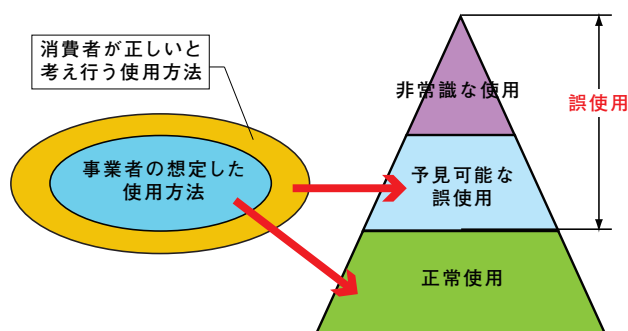 消費者が正しいと
考え行う使用方法
事業者の想定した
使用方法
非常識な使用
予見可能な
誤使用
正常使用
誤使用